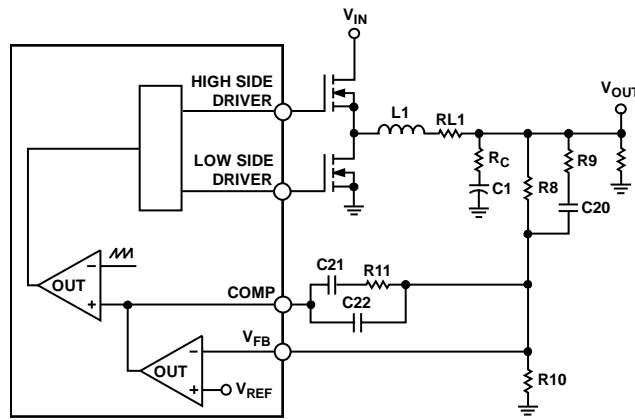 VIN
HIGH SIDE
DRIVER
L1
RL1
VOUT
LOW SIDE
DRIVER
RC
C1
R8
R9
C20
C21
R11
C22
COMP
OUT
−
+
VFB
OUT
−
+
VREF
R10